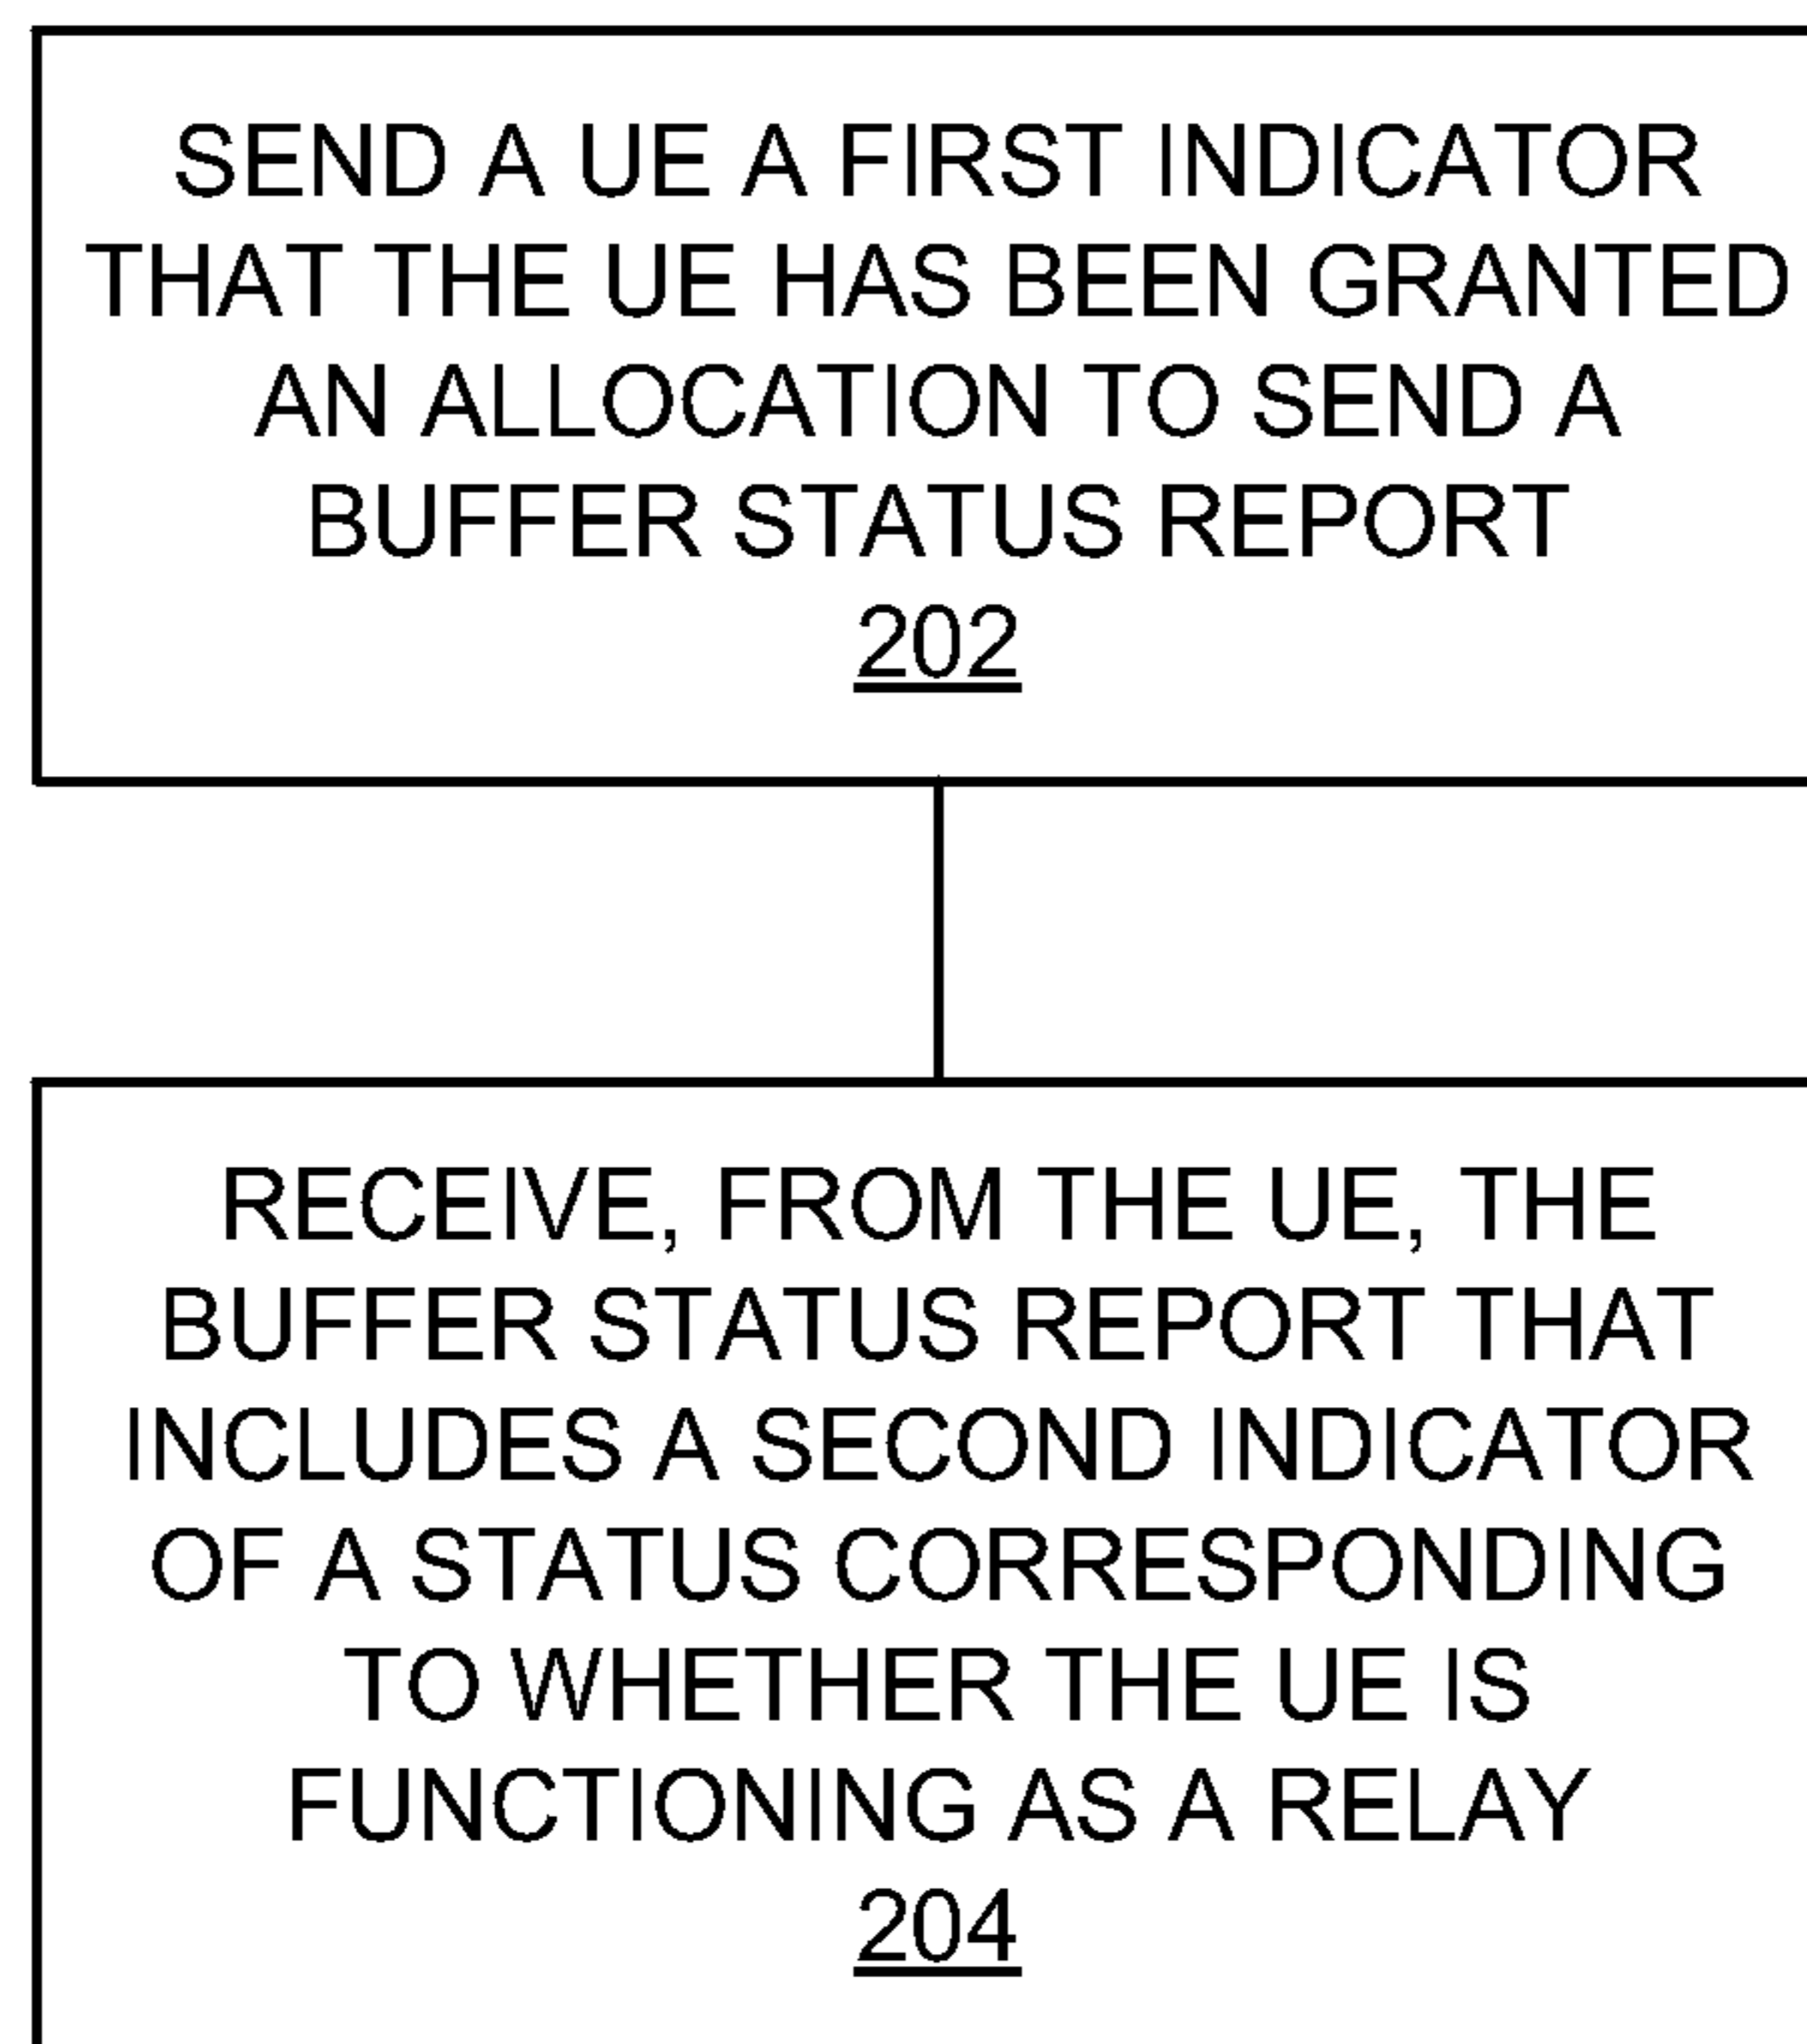 SEND A UE A FIRST INDICATOR
THAT THE UE HAS BEEN GRANTED
AN ALLOCATION TO SEND A
BUFFER STATUS REPORT
202
RECEIVE, FROM THE UE, THE
BUFFER STATUS REPORT THAT
INCLUDES A SECOND INDICATOR
OF A STATUS CORRESPONDING
TO WHETHER THE UE IS
FUNCTIONING AS A RELAY
204